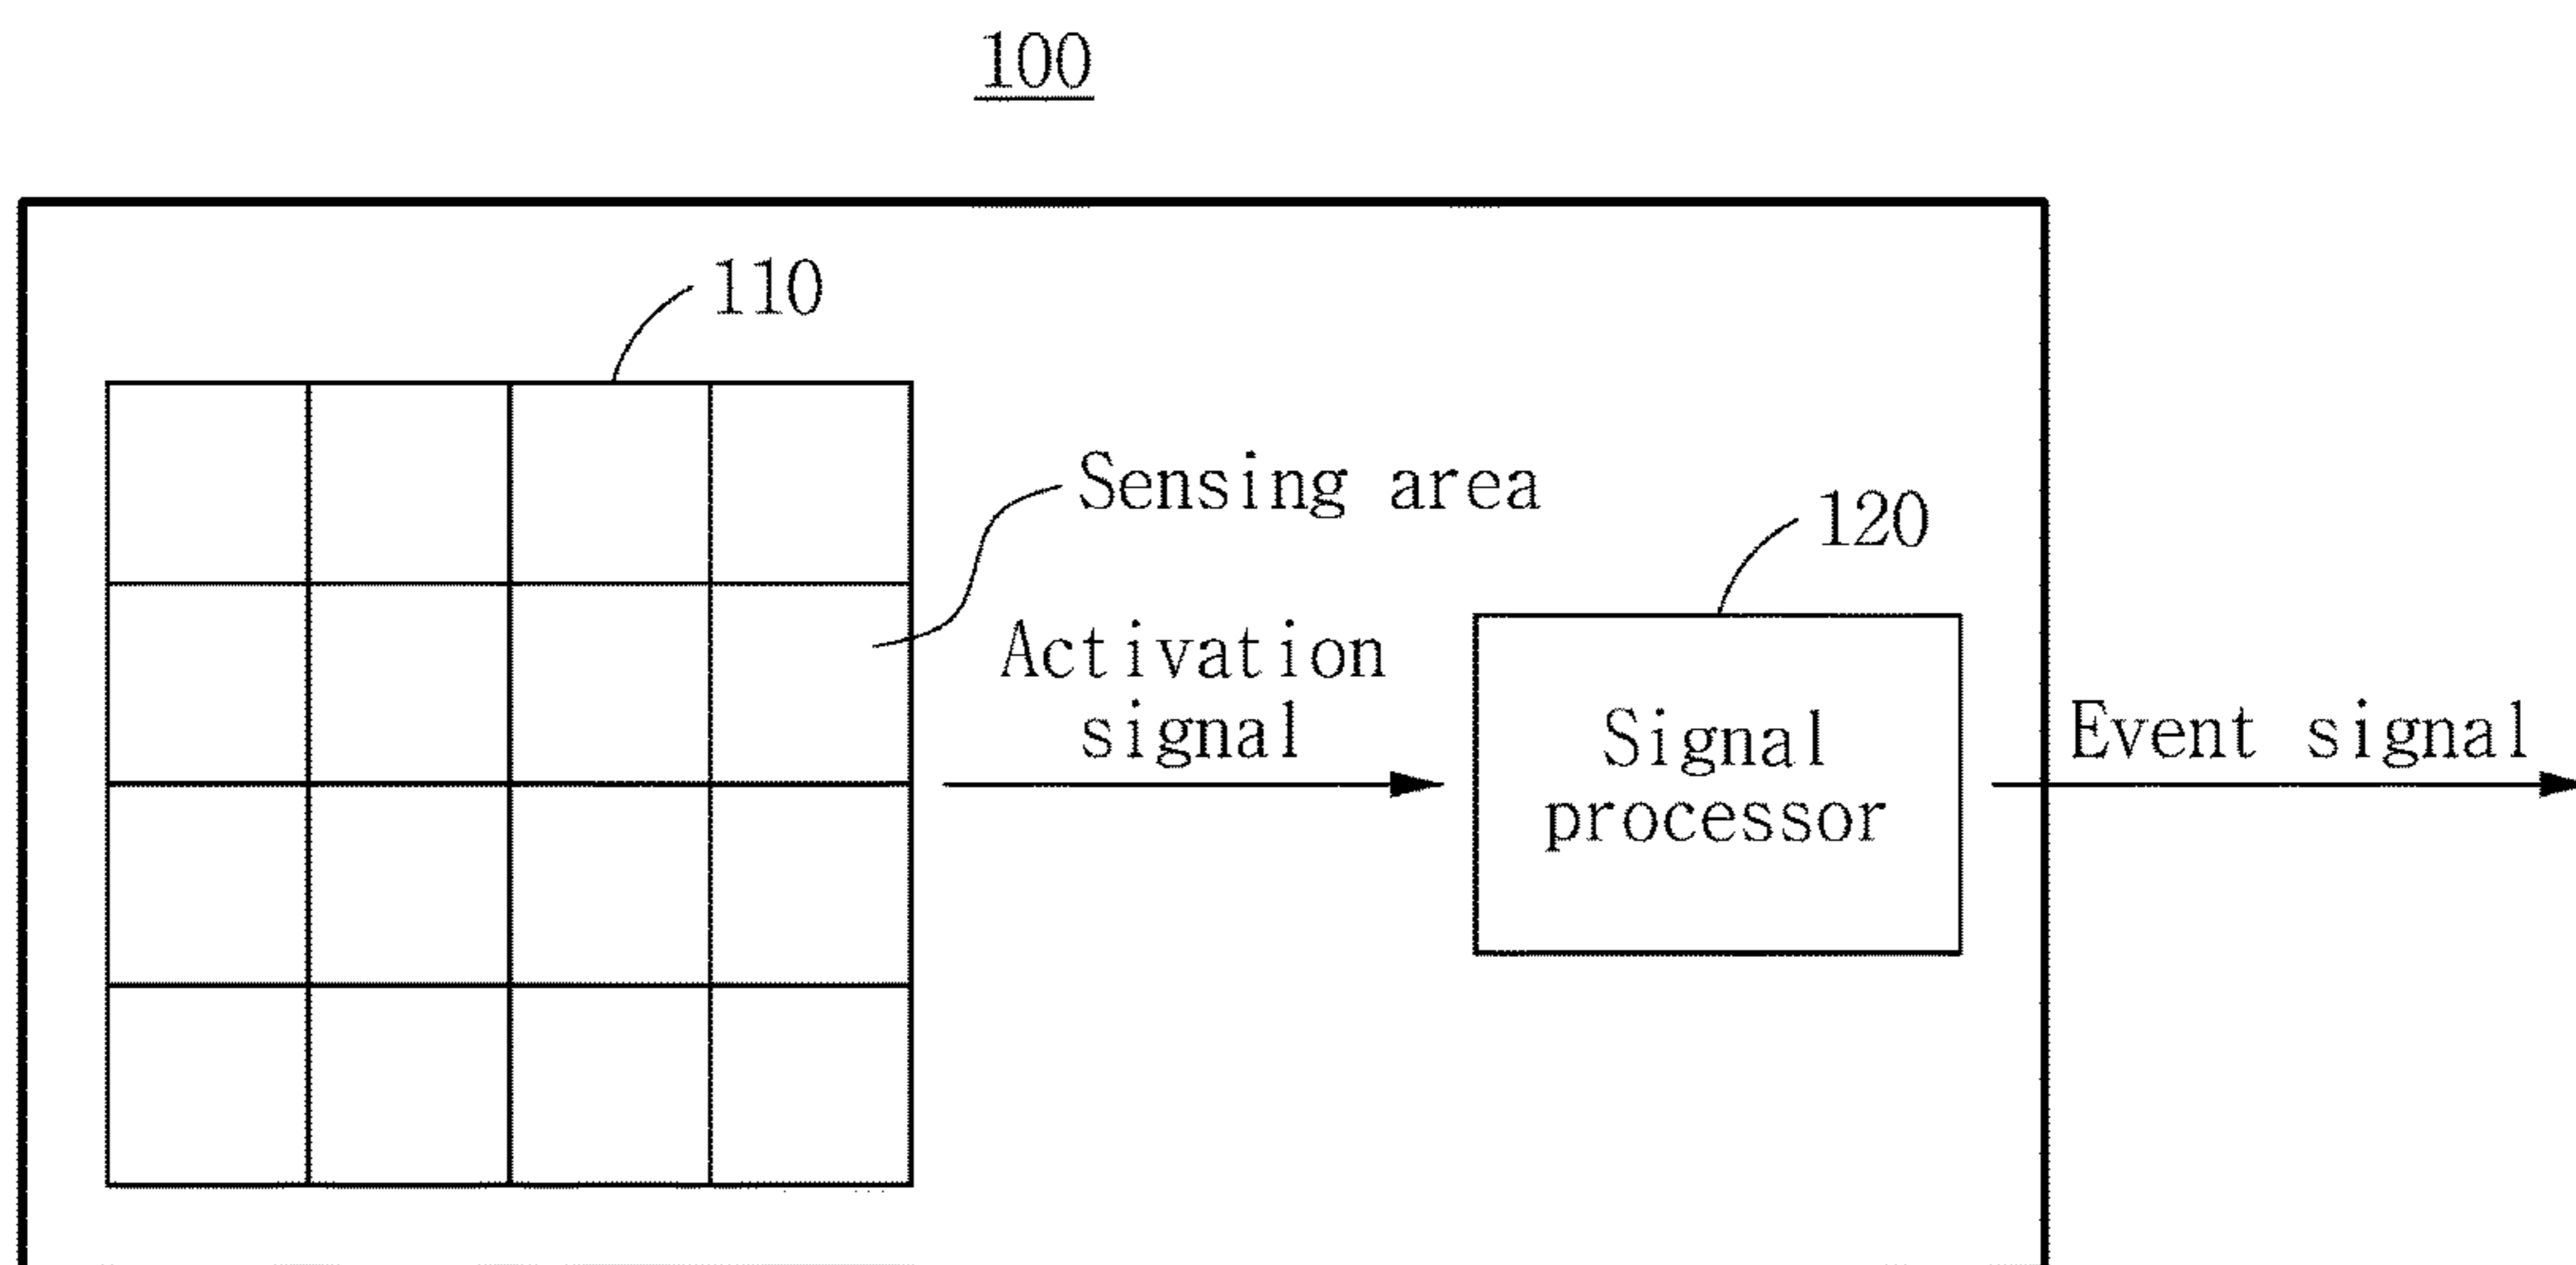 100
110
Sensing area
120
Activation
signal
Signal
processor
Event signal